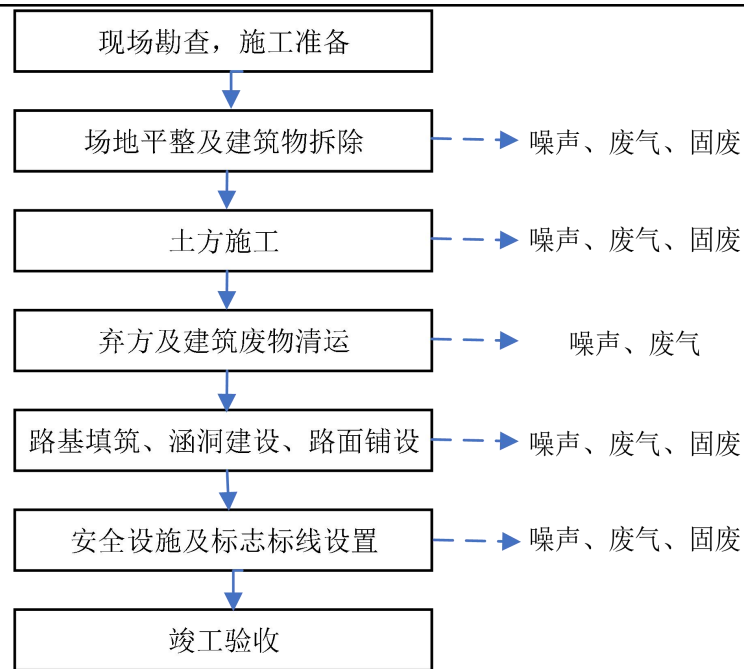 现场勘查，施工准备
场地平整及建筑物拆除
噪声、废气、固废
土方施工
噪声、废气、固废
弃方及建筑废物清运
噪声、废气
路基填筑、涵洞建设、路面铺设
噪声、废气、固废
安全设施及标志标线设置
噪声、废气、固废
竣工验收